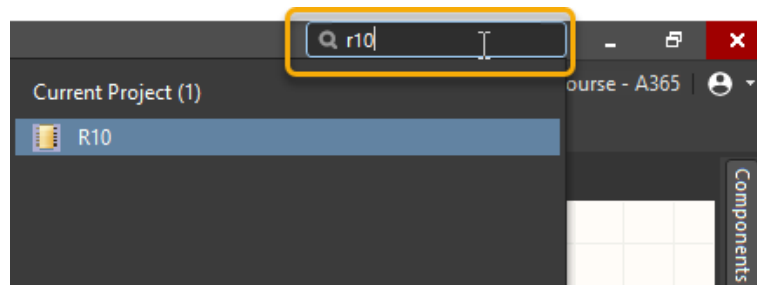 r10
Current Project (1)
ourse - A365
R10
Components